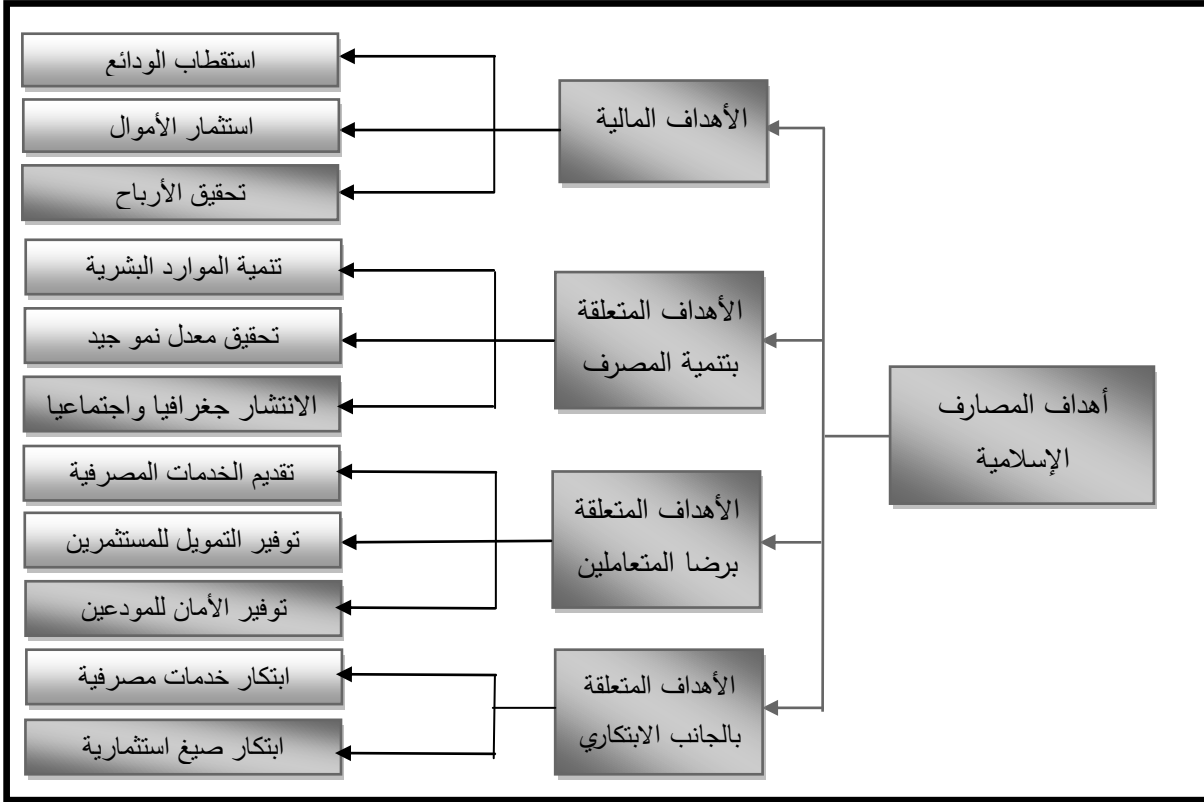 أهداف المصارف
الإسلامية
الأهداف المالية
استقطاب الودائع
استثمار الأموال
تحقيق الأرباح
الأهداف المتعلقة
بتنمية المصرف
تنمية الموارد البشرية
تحقيق معدل نمو جيد
الانتشار جغرافيا واجتماعيا
الأهداف المتعلقة
برضا المتعاملين
تقديم الخدمات المصرفية
توفير التمويل للمستثمرين
توفير الأمان للمودعين
الأهداف المتعلقة
بالجانب الابتكاري
ابتكار خدمات مصرفية
ابتكار صيغ استثمارية